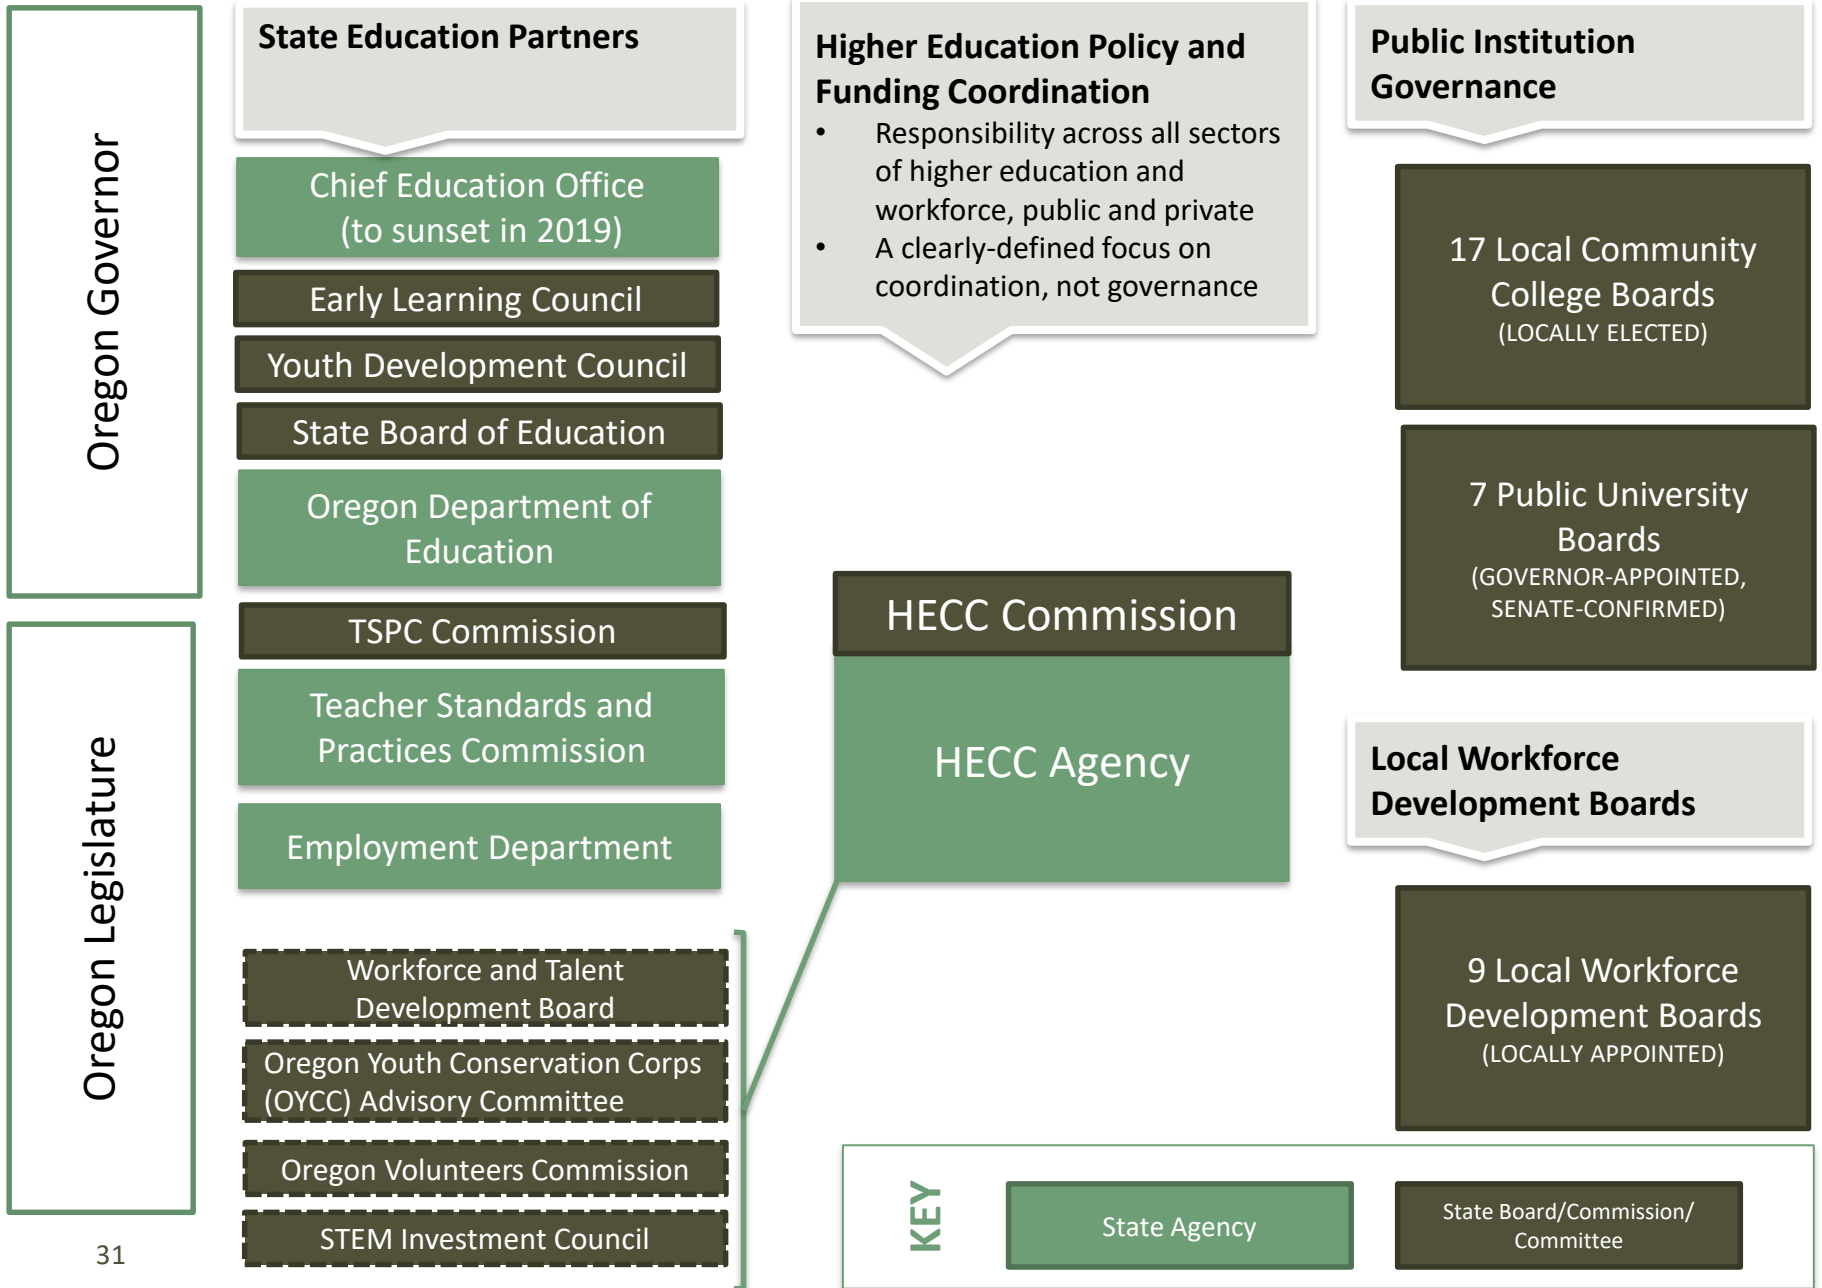 Oregon Governor
Oregon Legislature
31
State Education Partners
Chief Education Office
(to sunset in 2019)
Early Learning Council
Youth Development Council
State Board of Education
Oregon Department of
Education
TSPC Commission
Teacher Standards and
Practices Commission
Employment Department
Workforce and Talent
Development Board
Oregon Youth Conservation Corps
(OYCC) Advisory Committee
Oregon Volunteers Commission
STEM Investment Council
Higher Education Policy and
Funding Coordination
• Responsibility across all sectors
of higher education and
workforce, public and private
• A clearly-defined focus on
coordination, not governance
HECC Commission
HECC Agency
Public Institution
Governance
17 Local Community
College Boards
(LOCALLY ELECTED)
7 Public University
Boards
(GOVERNOR-APPOINTED,
SENATE-CONFIRMED)
Local Workforce
Development Boards
9 Local Workforce
Development Boards
(LOCALLY APPOINTED)
KEY
State Agency
State Board/Commission/
Committee